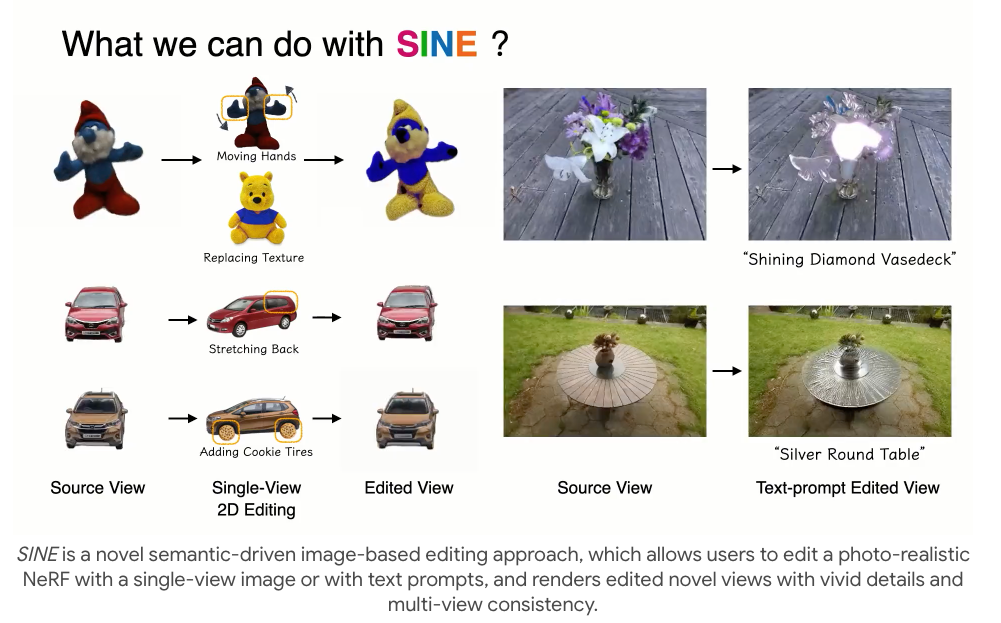 What we can do with SINE ?
Moving Hands
Replacing Texture
Stretching Back
Adding Cookie Tires
Source View
Single-View
2D Editing
Edited View
"Shining Diamond Vasedeck"
"Silver Round Table"
Source View
Text-prompt Edited View
SINE is a novel semantic-driven image-based editing approach, which allows users to edit a photo-realistic
NeRF with a single-view image or with text prompts, and renders edited novel views with vivid details and
multi-view consistency.